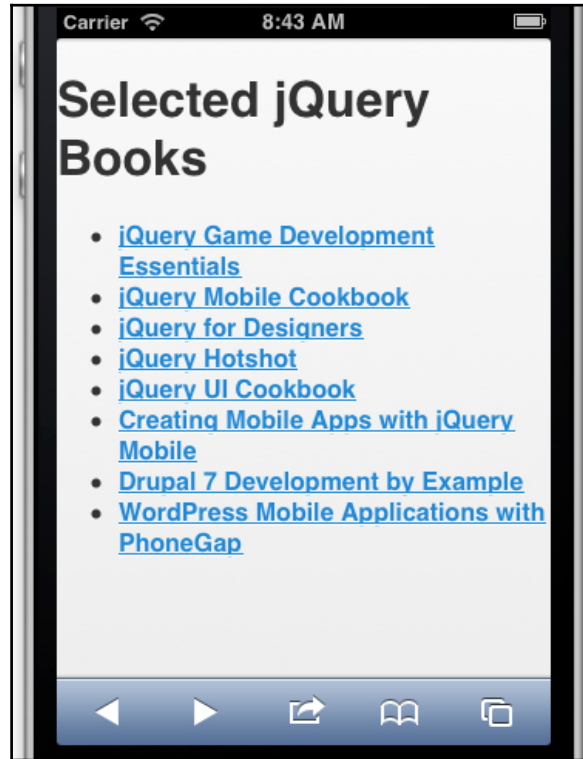 Carrier 8:43 AM
Selected jQuery
Books
• jQuery Game Development
Essentials
• jQuery Mobile Cookbook
• jQuery for Designers
• jQuery Hotshot
• jQuery UI Cookbook
• Creating Mobile Apps with jQuery
Mobile
• Drupal 7 Development by Example
• WordPress Mobile Applications with
PhoneGap